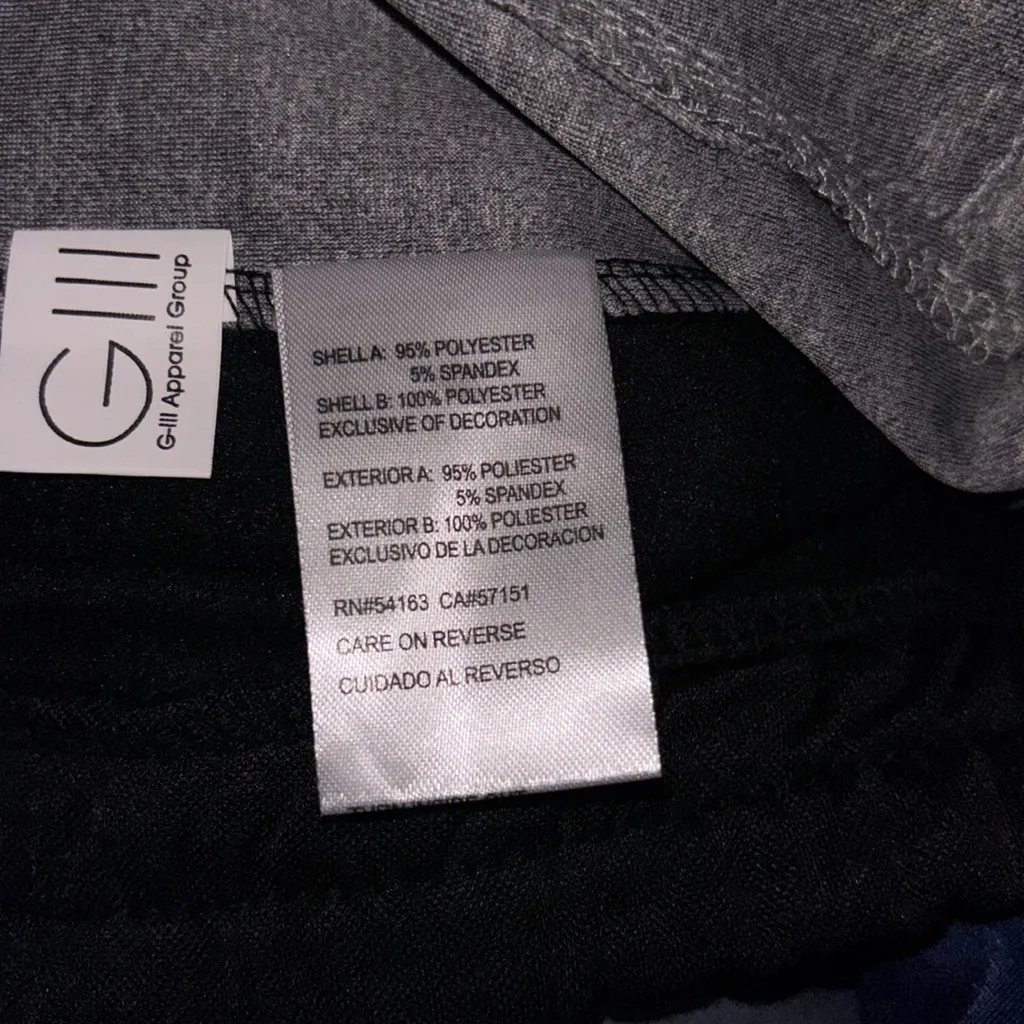 GIII
G-III Apparel Group
SHELL A: 95% POLYESTER
5% SPANDEX
SHELL B: 100% POLYESTER
EXCLUSIVE OF DECORATION
EXTERIOR A: 95% POLIESTER
5% SPANDEX
EXTERIOR B: 100% POLIESTER
EXCLUSIVO DE LA DECORACION
RN#54163 CA#57151
CARE ON REVERSE
CUIDADO AL REVERSO